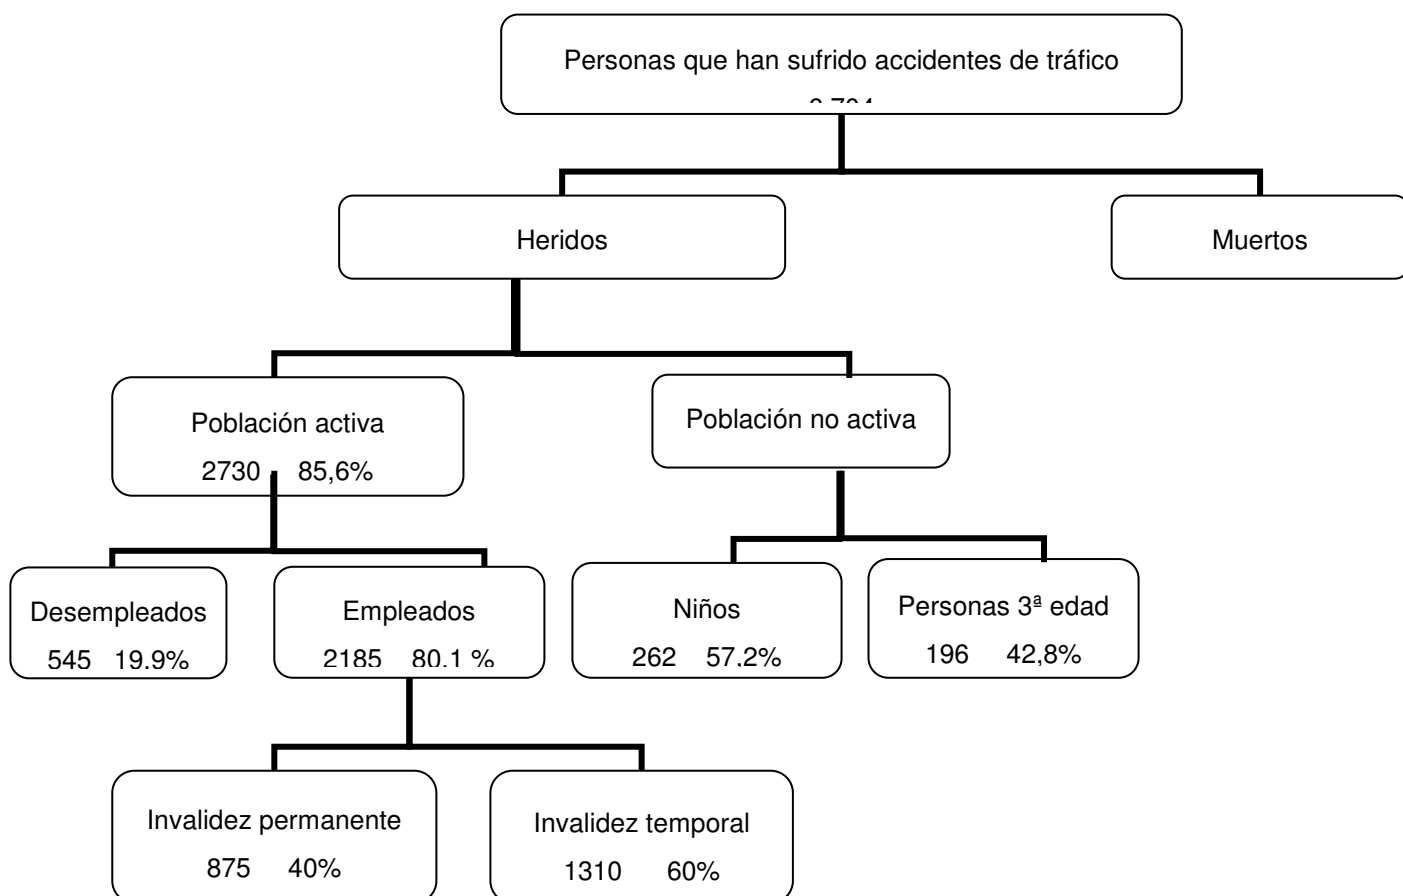 Personas que han sufrido accidentes de tráfico
Heridos
Muertos
Población activa
2730 85,6%
Población no activa
Desempleados
545 19.9%
Empleados
2185 80.1 %
Niños
262 57,2%
Personas 3ª edad
196 42,8%
Invalidez permanente
875 40%
Invalidez temporal
1310 60%